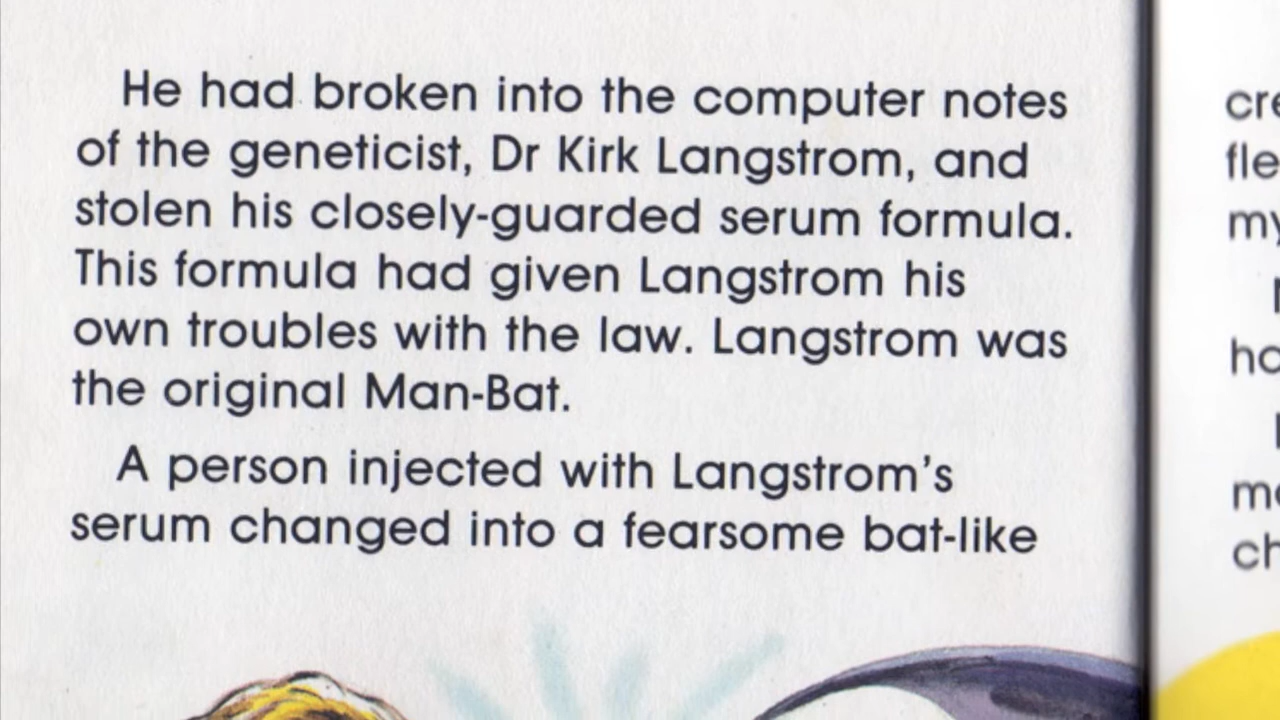 He had broken into the computer notes
of the geneticist, Dr Kirk Langstrom, and
stolen his closely-guarded serum formula.
This formula had given Langstrom his
own troubles with the law. Langstrom was
the original Man-Bat.
A person injected with Langstrom's
serum changed into a fearsome bat-like
my